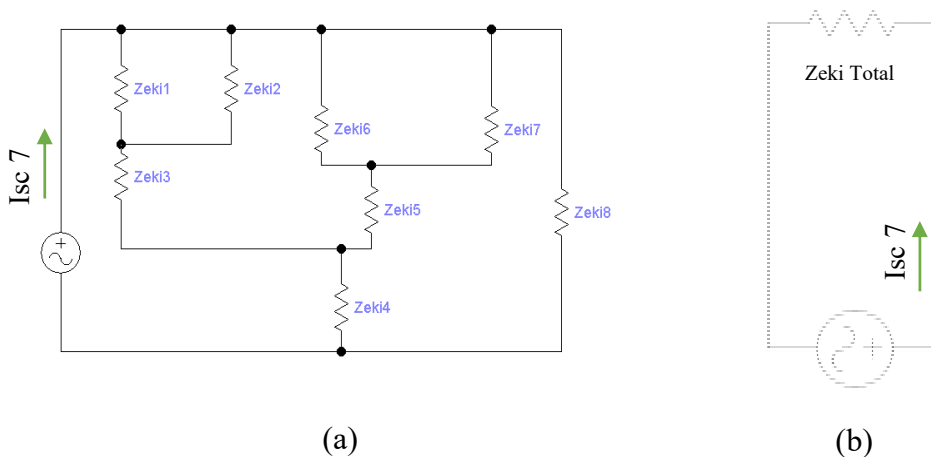 Zeki1
Zeki2
Zeki6
Zeki7
Zeki3
Zeki5
Zeki8
Zeki4
Isc 7
+
(a)
Zeki Total
Isc 7
+
(b)